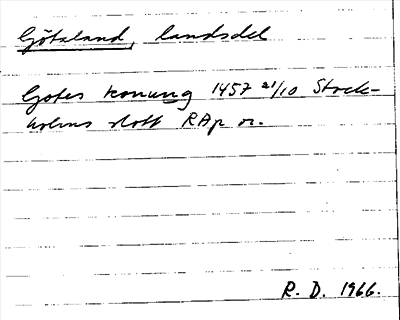 Götaland, landsdel
Gotes konung 1457 21/10 Stock-
holms slott RAp or.
R. D. 1966.